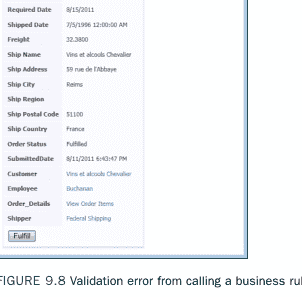 Required Date 8/15/2011
Shipped Date 7/5/1996 12:00:00 AM
Freight 32.3800
Ship Name Vins et alcools Chevalier
Ship Address 59 rue de l'Abbaye
Ship City Reims
Ship Region
Ship Postal Code 51100
Ship Country France
Order Status Fulfilled
SubmittedDate 8/11/2011 6:43:47 PM
Customer Vins et alcools Chevalier
Employee Buchanan
Order_Details View Order Items
Shipper Federal Shipping
Fulfill
FIGURE 9.8 Validation error from calling a business ru